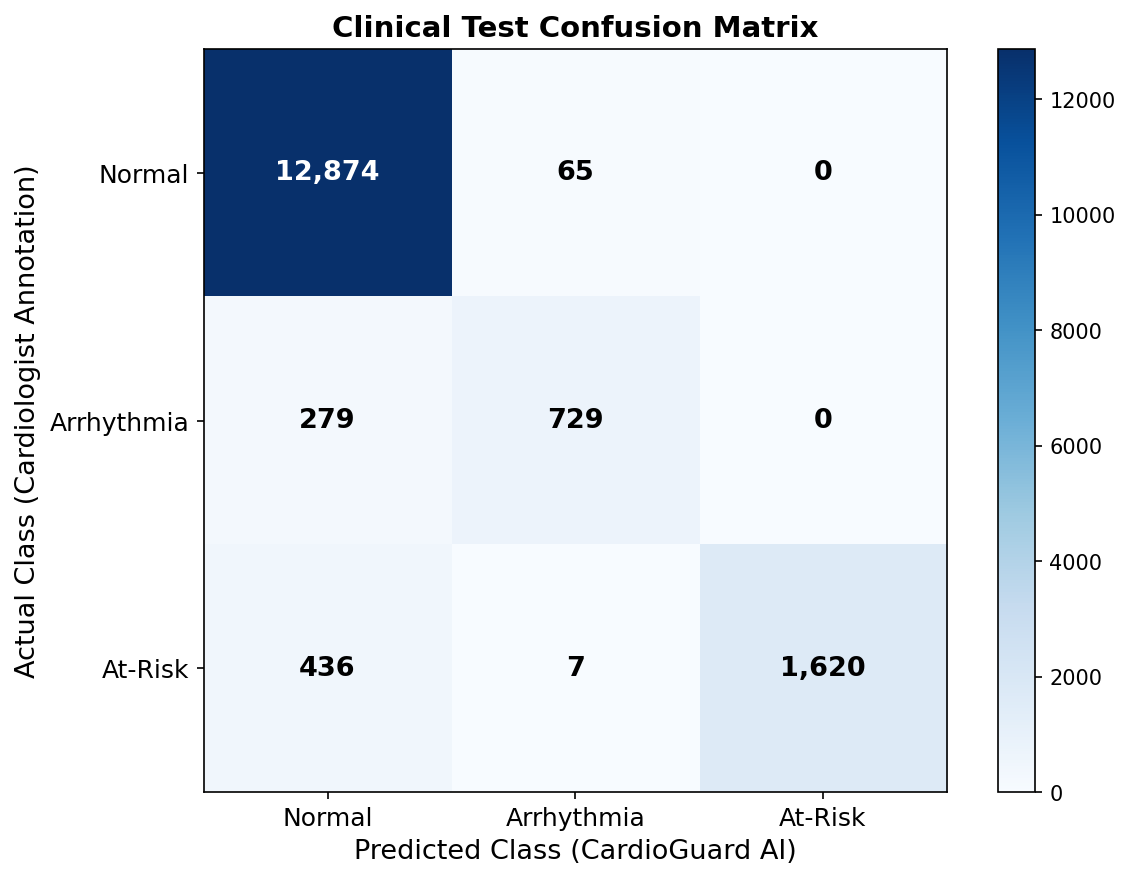 Clinical Test Confusion Matrix
Actual Class (Cardiologist Annotation)
Normal
12,874
65
0
Arrhythmia
279
729
0
At-Risk
436
7
1,620
Normal
Arrhythmia
At-Risk
Predicted Class (CardioGuard AI)
12000
10000
8000
6000
4000
2000
0